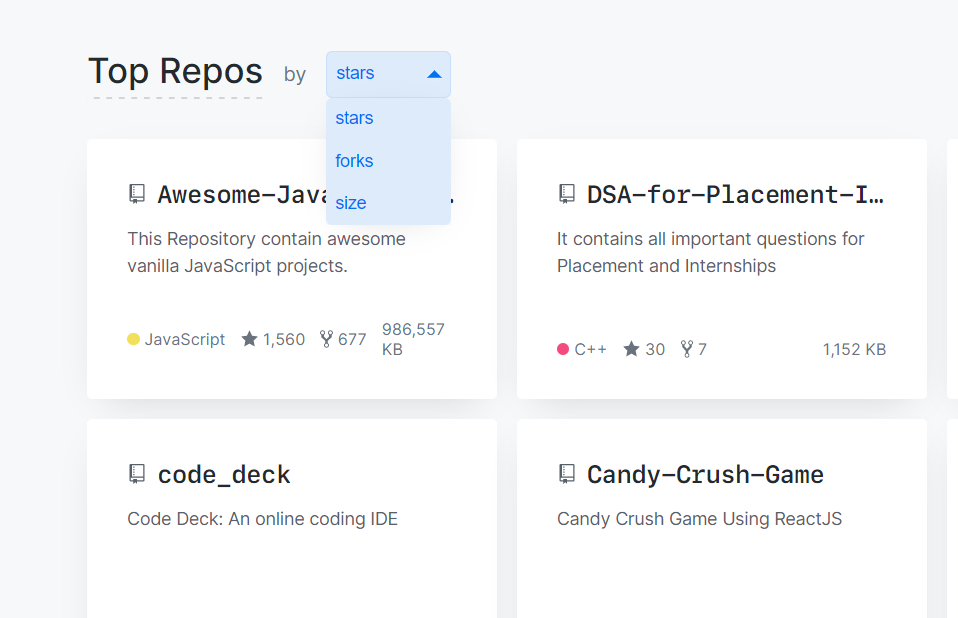 Top Repos by stars
stars
forks
size
Awesome-Java
This Repository contain awesome
vanilla JavaScript projects.
JavaScript 1,560 677 986,557
KB
DSA-for-Placement-I…
It contains all important questions for
Placement and Internships
C++ 30 7 1,152 KB
code_deck
Code Deck: An online coding IDE
Candy-Crush-Game
Candy Crush Game Using ReactJS